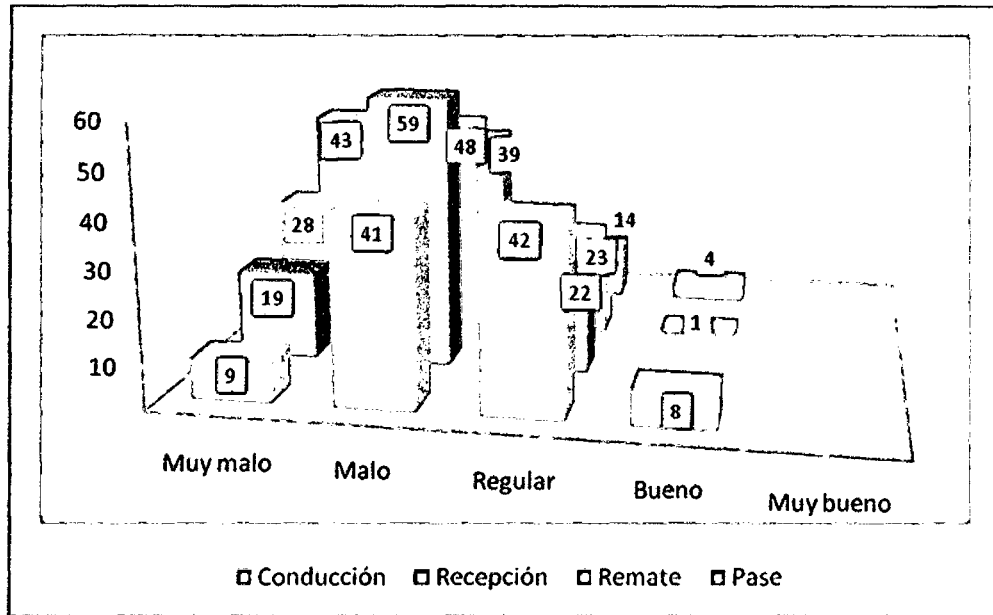 60
50
40
30
20
10
43
59
48
39
28
41
42
14
23
22
19
9
4
1
8
Muy malo
Malo
Regular
Bueno
Muy bueno
Conducción
Recepción
Remate
Pase